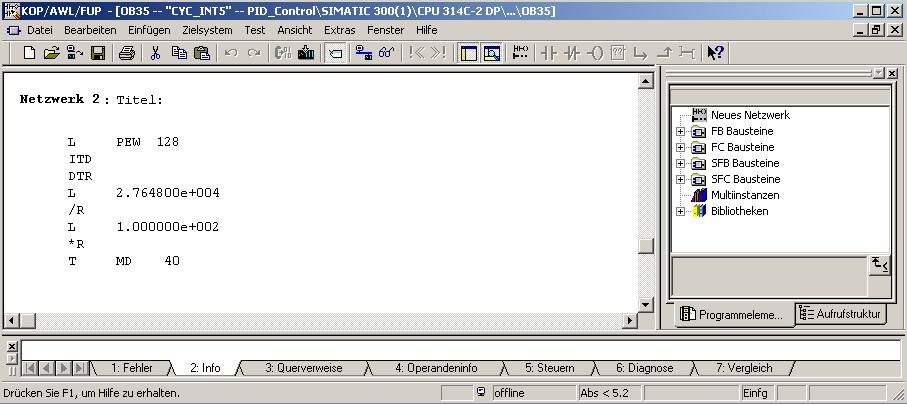 KOP/AWL/FUP - [OB35 -- "CYC_INT5" -- PID_Control\SIMATIC 300(1)\CPU 314C-2 DP\...\OB35]
Datei Bearbeiten Einfügen Zielsystem Test Ansicht Extras Fenster Hilfe
Netzwerk 2 : Titel:
L PEW 128
ITD
DTR
L 2.764800e+004
/R
L 1.000000e+002
*R
T MD 40
Neues Netzwerk
FB Bausteine
FC Bausteine
SFB Bausteine
SFC Bausteine
Multiinstanzen
Bibliotheken
Programmeleme... Aufrufstruktur
1: Fehler 2: Info 3: Querverweise 4: Operandeninfo 5: Steuern 6: Diagnose 7: Vergleich
Drücken Sie F1, um Hilfe zu erhalten. offline Abs < 5.2 Einfg